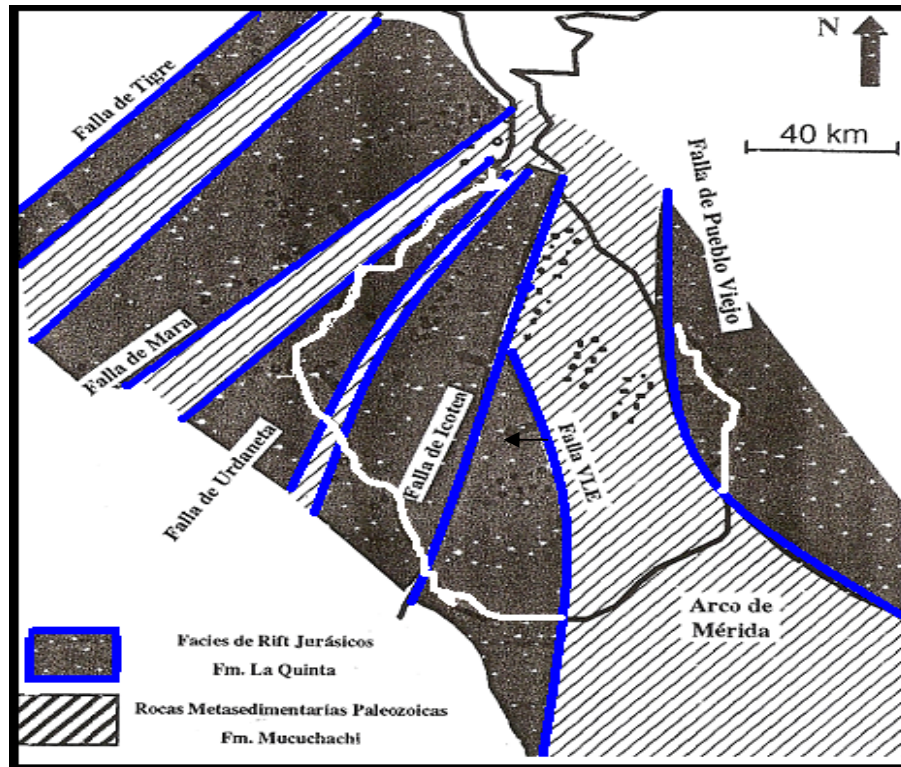 N
Falla de Tigre
40 km
Falla de Pueblo Viejo
Falla de Mara
Falla de Urdaneta
Falla de Icotea
Falla VLE
Arco de
Mérida
Facies de Rift Jurásicos
Fm. La Quinta
Rocas Metasedimentarías Paleozoicas
Fm. Mucuchachi